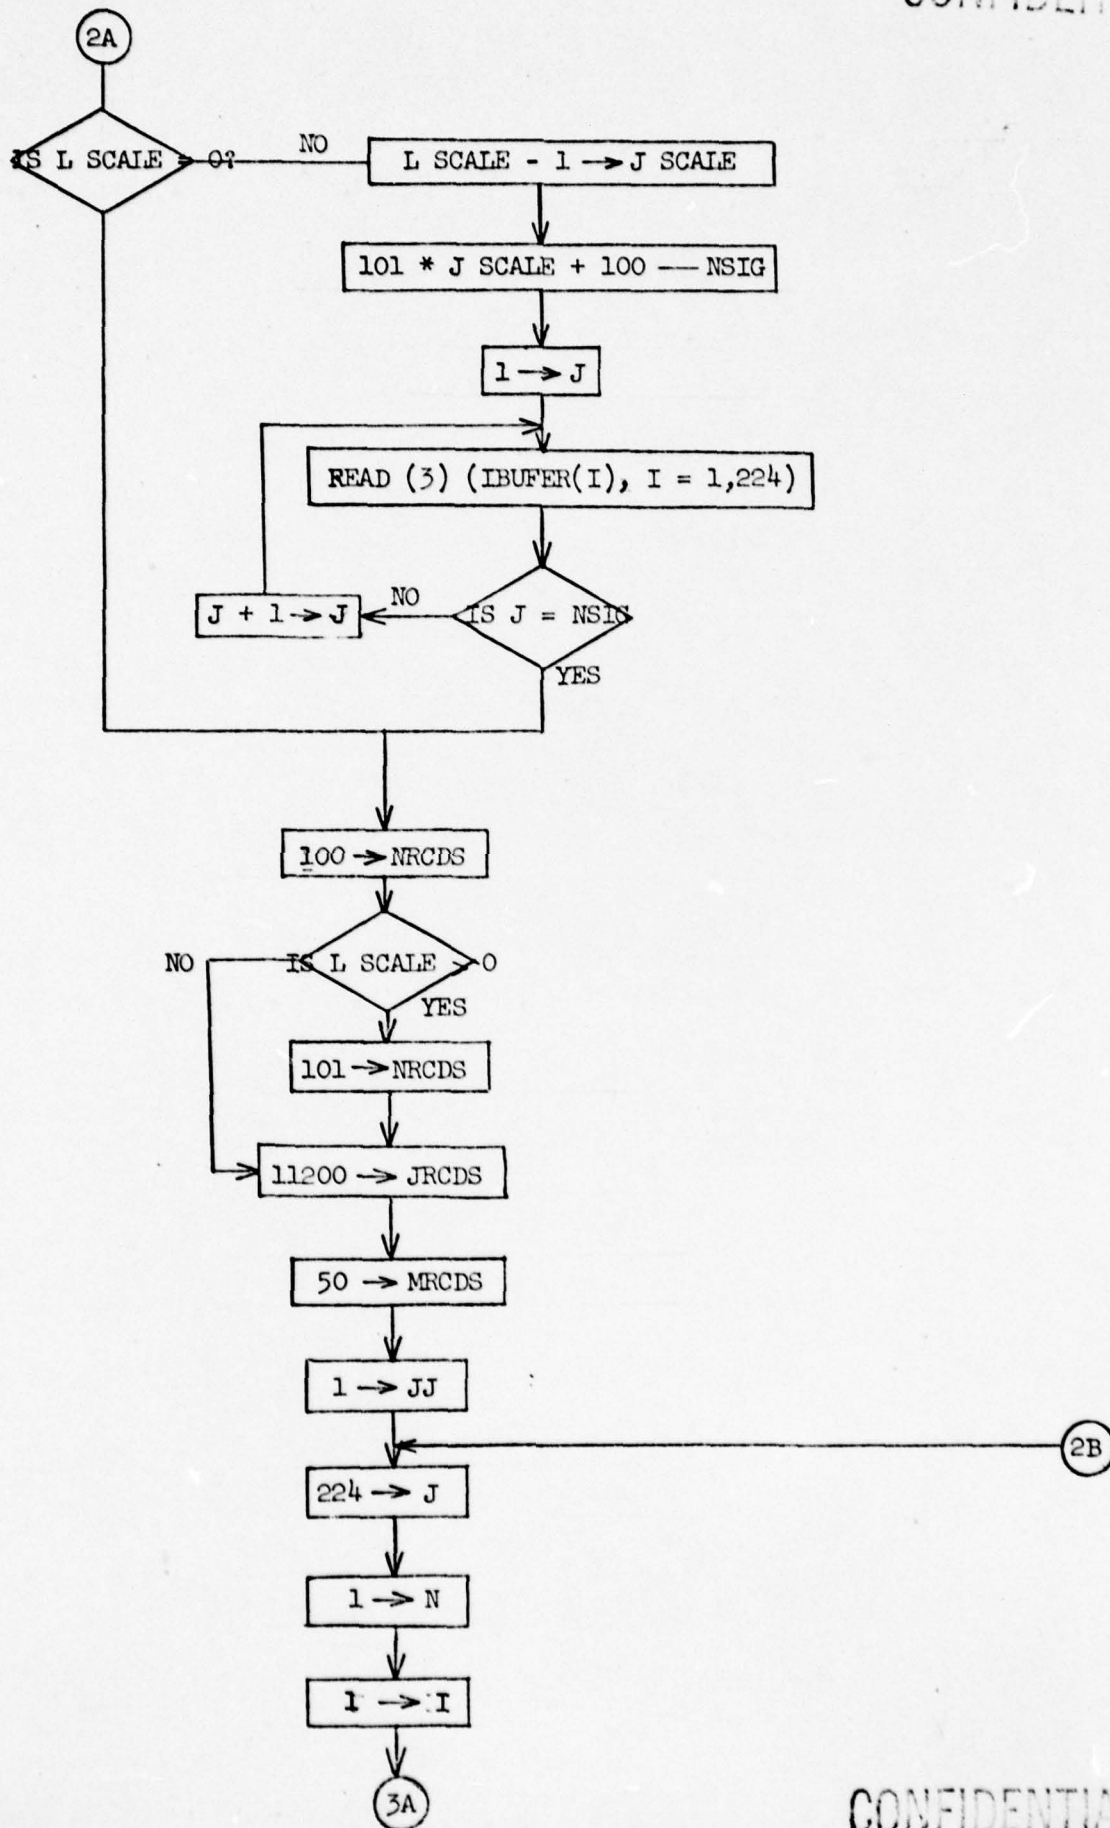 2A
IS L SCALE = 0?
NO
L SCALE - 1 → J SCALE
101 * J SCALE + 100 — NSIG
1 → J
READ (3) (IBUFER(I), I = 1,224)
J + 1 → J
NO
IS J = NSIG
YES
100 → NRCDS
NO
IS L SCALE > 0
YES
101 → NRCDS
11200 → JRCDS
50 → MRCDS
1 → JJ
2B
224 → J
1 → N
1 → I
3A